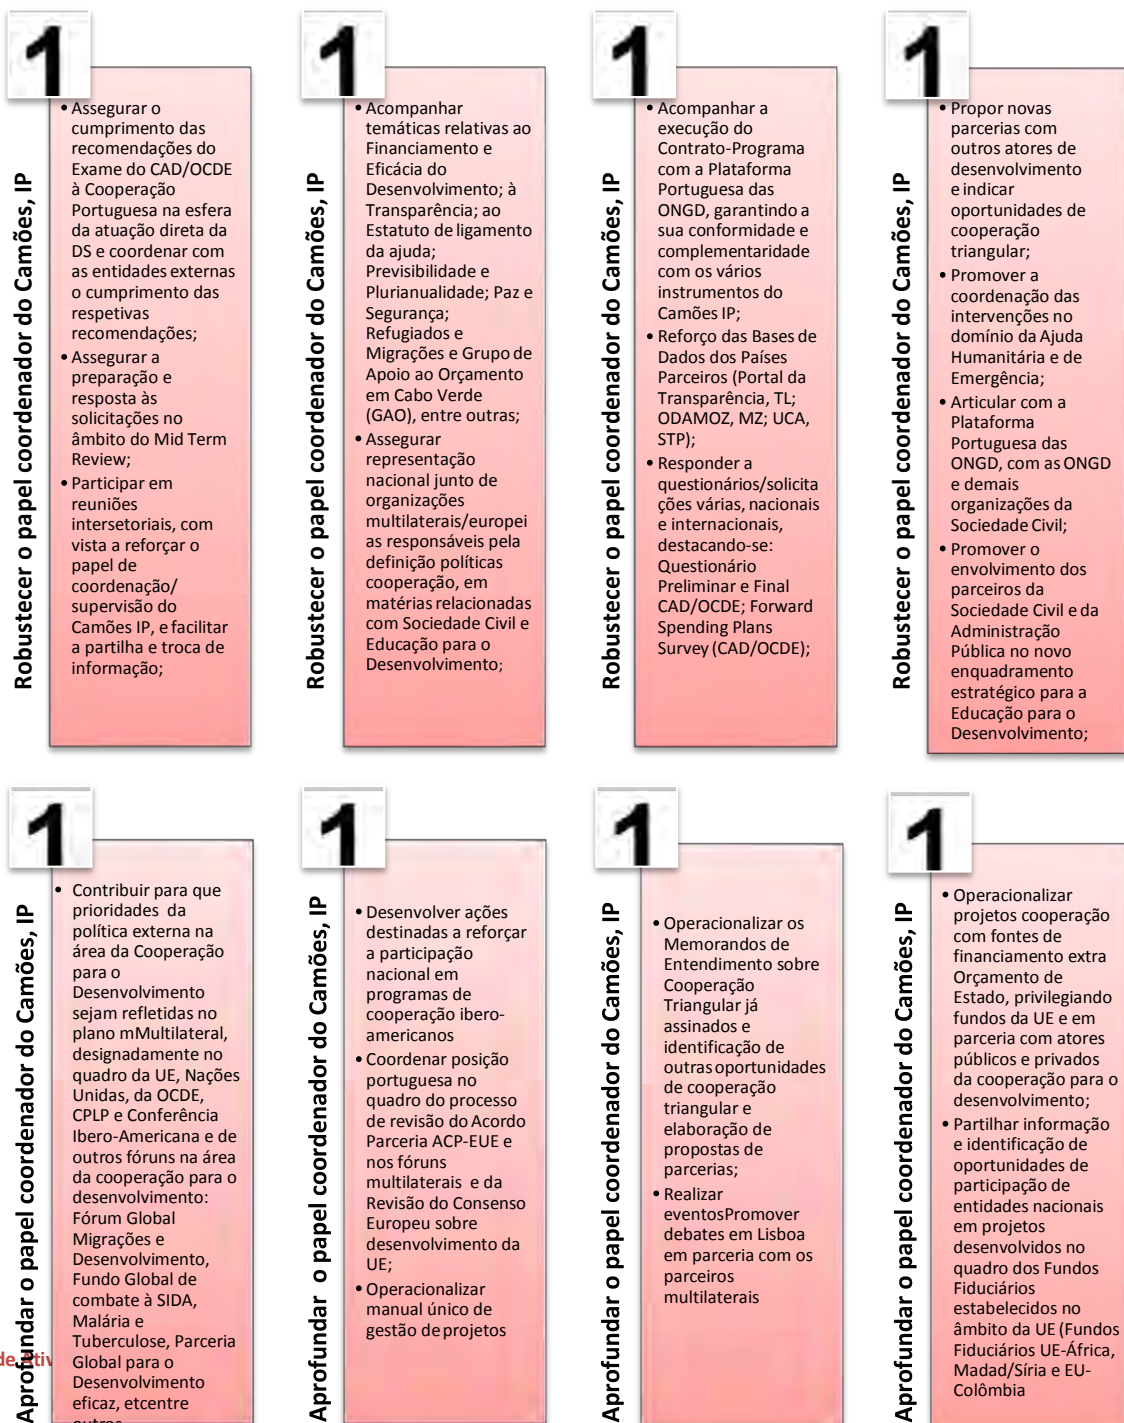 1
Robustecer o papel coordenador do Camões, IP
• Assegurar o
cumprimento das
recomendações do
Exame do CAD/OCDE
à Cooperação
Portuguesa na esfera
da atuação direta da
DS e coordenar com
as entidades externas
o cumprimento das
respetivas
recomendações;
• Assegurar a
preparação e
resposta às
solicitações no
âmbito do Mid Term
Review;
• Participar em
reuniões
intersetoriais, com
vista a reforçar o
papel de
coordenação/
supervisão do
Camões IP, e facilitar
a partilha e troca de
informação;
1
Robustecer o papel coordenador do Camões, IP
• Acompanhar
temáticas relativas ao
Financiamento e
Eficácia do
Desenvolvimento; à
Transparência; ao
Estatuto de ligamento
da ajuda;
Previsibilidade e
Plurianualidade; Paz e
Segurança;
Refugiados e
Migrações e Grupo de
Apoio ao Orçamento
em Cabo Verde
(GAO), entre outras;
• Assegurar
representação
nacional junto de
organizações
multilaterais/europei
as responsáveis pela
definição políticas
cooperação, em
matérias relacionadas
com Sociedade Civil e
Educação para o
Desenvolvimento;
1
Robustecer o papel coordenador do Camões, IP
• Acompanhar a
execução do
Contrato-Programa
com a Plataforma
Portuguesa das
ONGD, garantindo a
sua conformidade e
complementaridade
com os vários
instrumentos do
Camões IP;
• Reforço das Bases de
Dados dos Países
Parceiros (Portal da
Transparência, TL;
ODAMOZ, MZ; UCA,
STP);
• Responder a
questionários/solicita
ções várias, nacionais
e internacionais,
destacando-se:
Questionário
Preliminar e Final
CAD/OCDE; Forward
Spending Plans
Survey (CAD/OCDE);
1
Robustecer o papel coordenador do Camões, IP
• Propor novas
parcerias com
outros atores de
desenvolvimento
e indicar
oportunidades de
cooperação
triangular;
• Promover a
coordenação das
intervenções no
domínio da Ajuda
Humanitária e de
Emergência;
• Articular com a
Plataforma
Portuguesa das
ONGD, com as ONGD
e demais
organizações da
Sociedade Civil;
• Promover o
envolvimento dos
parceiros da
Sociedade Civil e da
Administração
Pública no novo
enquadramento
estratégico para a
Educação para o
Desenvolvimento;
1
Aprofundar o papel coordenador do Camões, IP
• Contribuir para que
prioridades da
política externa na
área da Cooperação
para o
Desenvolvimento
sejam refletidas no
plano mMultilateral,
designadamente no
quadro da UE, Nações
Unidas, da OCDE,
CPLP e Conferência
Ibero-Americana e de
outros fóruns na área
da cooperação para o
desenvolvimento:
Fórum Global
Migrações e
Desenvolvimento,
Fundo Global de
combate à SIDA,
Malária e
Tuberculose, Parceria
Global para o
Desenvolvimento
eficaz, etcentre
outros
de Ativ
1
Aprofundar o papel coordenador do Camões, IP
• Desenvolver ações
destinadas a reforçar
a participação
nacional em
programas de
cooperação ibero-
americanos
• Coordenar posição
portuguesa no
quadro do processo
de revisão do Acordo
Parceria ACP-EUE e
nos fóruns
multilaterais e da
Revisão do Consenso
Europeu sobre
desenvolvimento da
UE;
• Operacionalizar
manual único de
gestão de projetos
1
Aprofundar o papel coordenador do Camões, IP
• Operacionalizar os
Memorandos de
Entendimento sobre
Cooperação
Triangular já
assinados e
identificação de
outras oportunidades
de cooperação
triangular e
elaboração de
propostas de
parcerias;
• Realizar
eventosPromover
debates em Lisboa
em parceria com os
parceiros
multilaterais
1
Aprofundar o papel coordenador do Camões, IP
• Operacionalizar
projetos cooperação
com fontes de
financiamento extra
Orçamento de
Estado, privilegiando
fundos da UE e em
parceria com atores
públicos e privados
da cooperação para o
desenvolvimento;
• Partilhar informação
e identificação de
oportunidades de
participação de
entidades nacionais
em projetos
desenvolvidos no
quadro dos Fundos
Fiduciários
estabelecidos no
âmbito da UE (Fundos
Fiduciários UE-África,
Madad/Síria e EU-
Colômbia